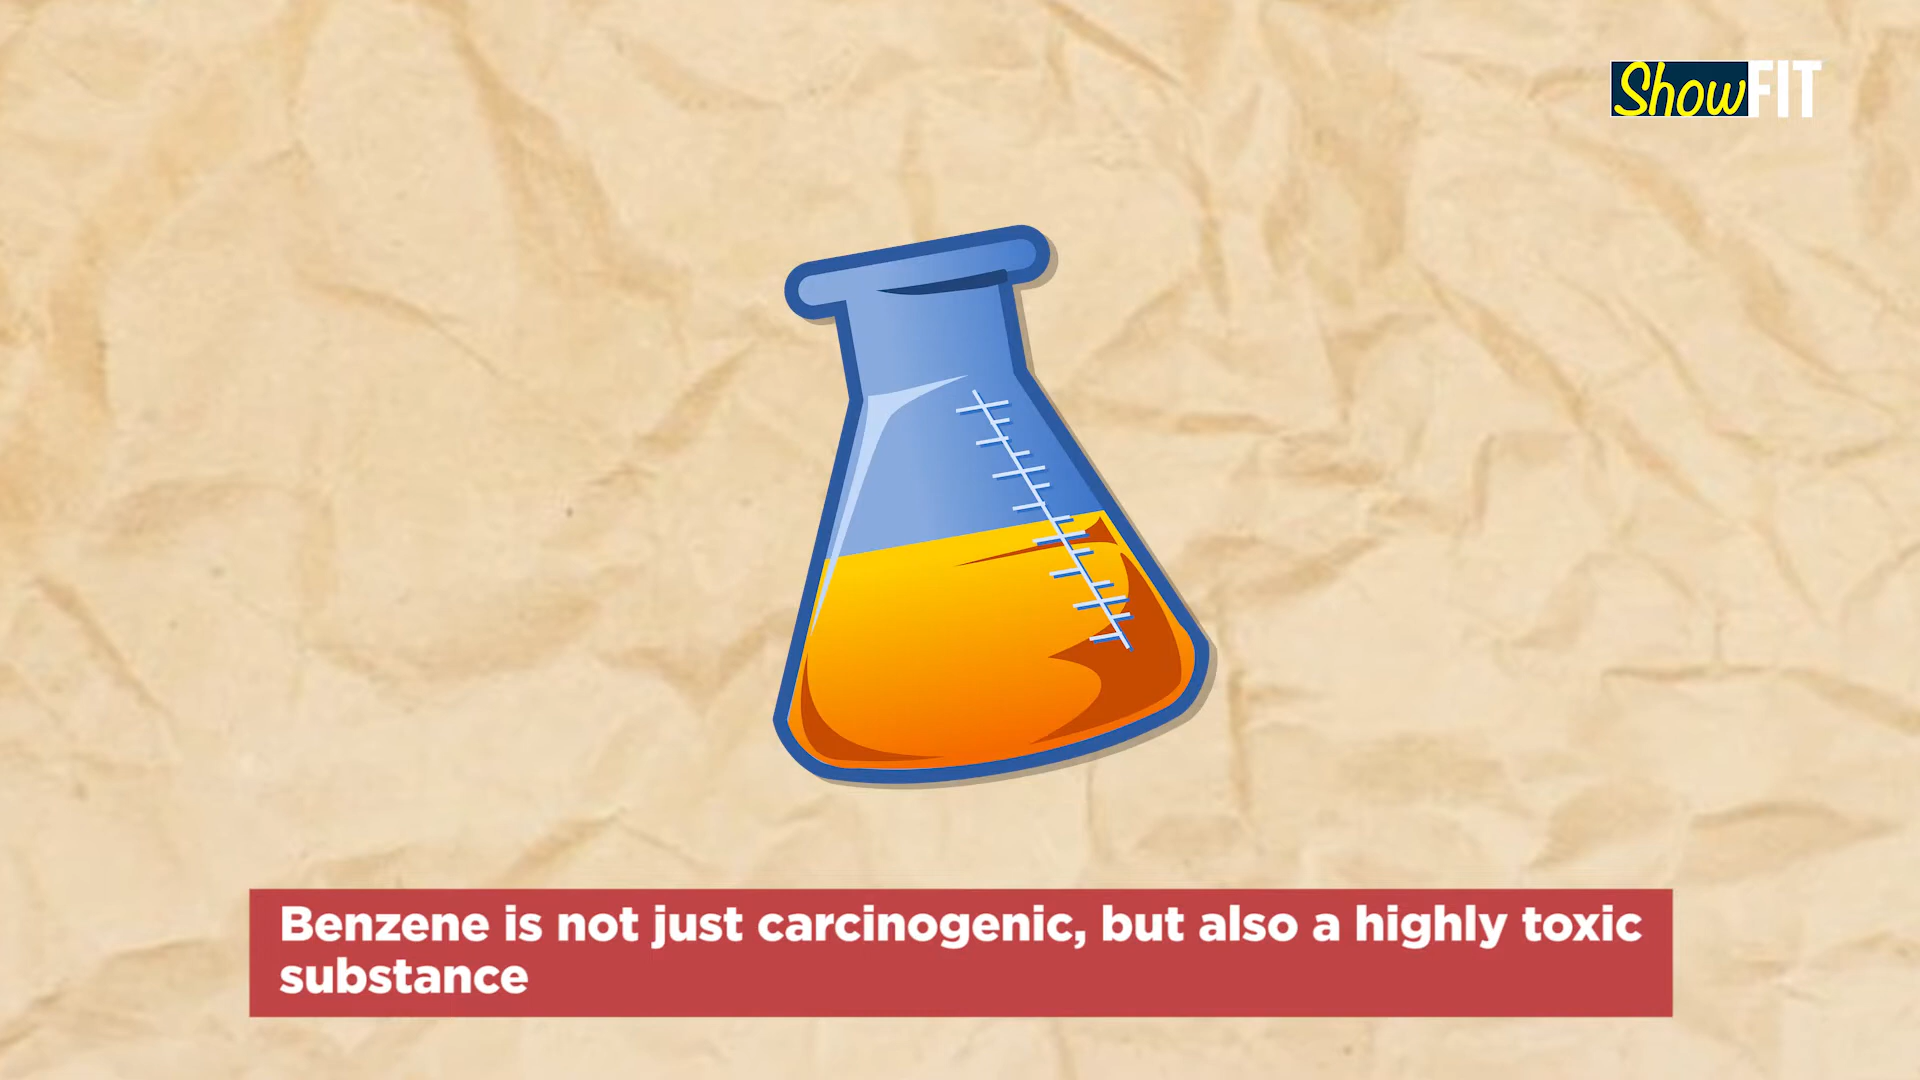 ShowFIT
Benzene is not just carcinogenic, but also a highly toxic
substance